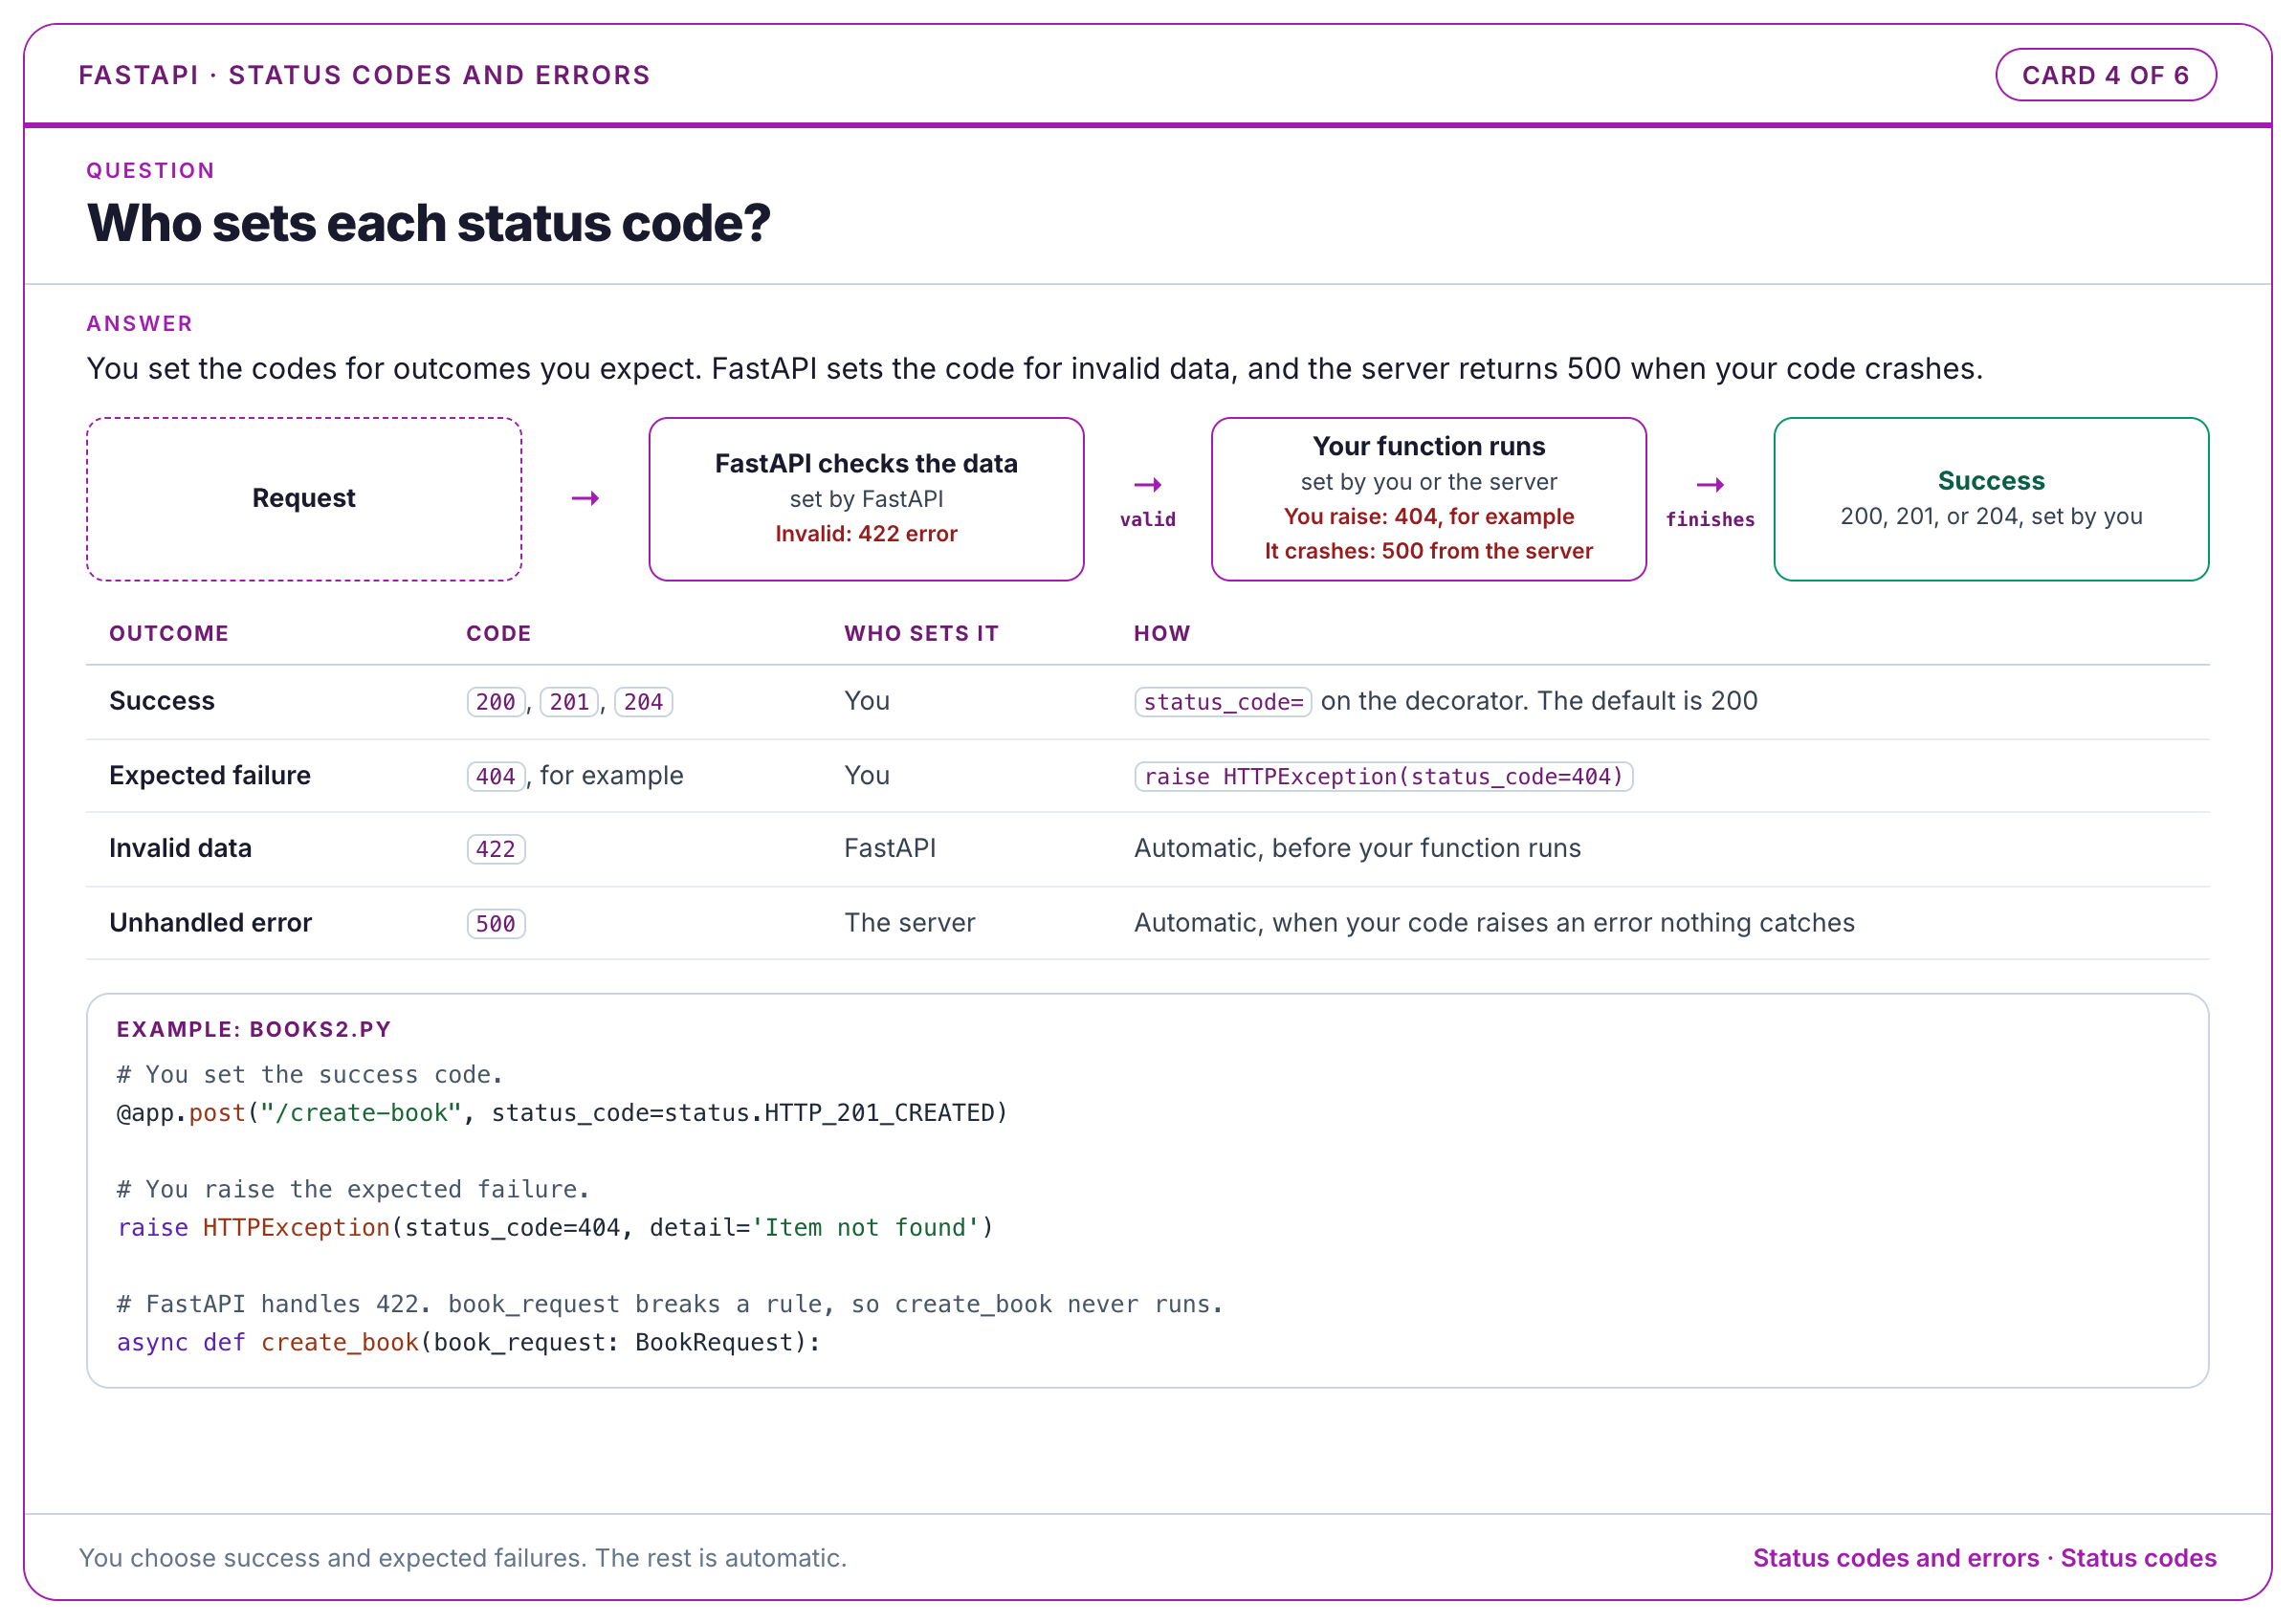 FASTAPI · STATUS CODES AND ERRORS
CARD 4 OF 6
QUESTION
Who sets each status code?
ANSWER
You set the codes for outcomes you expect. FastAPI sets the code for invalid data, and the server returns 500 when your code crashes.
Request
→
FastAPI checks the data
set by FastAPI
Invalid: 422 error
→
valid
Your function runs
set by you or the server
You raise: 404, for example
It crashes: 500 from the server
→
finishes
Success
200, 201, or 204, set by you
OUTCOME CODE WHO SETS IT HOW
Success 200, 201, 204 You status_code= on the decorator. The default is 200
Expected failure 404, for example You raise HTTPException(status_code=404)
Invalid data 422 FastAPI Automatic, before your function runs
Unhandled error 500 The server Automatic, when your code raises an error nothing catches
EXAMPLE: BOOKS2.PY
# You set the success code.
@app.post("/create-book", status_code=status.HTTP_201_CREATED)
# You raise the expected failure.
raise HTTPException(status_code=404, detail='Item not found')
# FastAPI handles 422. book_request breaks a rule, so create_book never runs.
async def create_book(book_request: BookRequest):
You choose success and expected failures. The rest is automatic.
Status codes and errors · Status codes